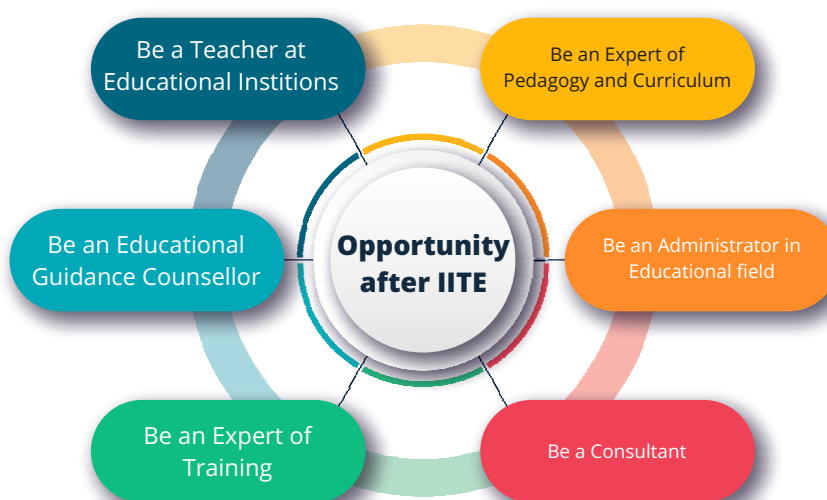 Be a Teacher at
Educational Institions
Be an Expert of
Pedagogy and Curriculum
Be an Educational
Guidance Counsellor
Opportunity
after IITE
Be an Administrator in
Educational field
Be an Expert of
Training
Be a Consultant